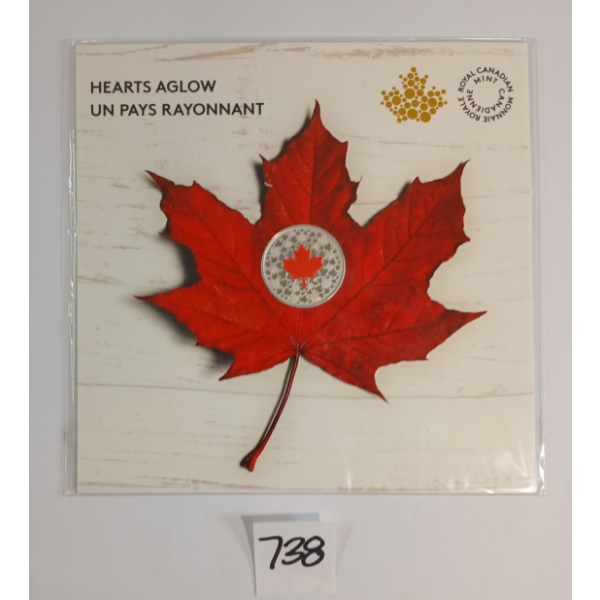 HEARTS AGLOW
UN PAYS RAYONNANT
ROYAL CANADIAN MINT
MONNAIE ROYALE CANADIENNE
738